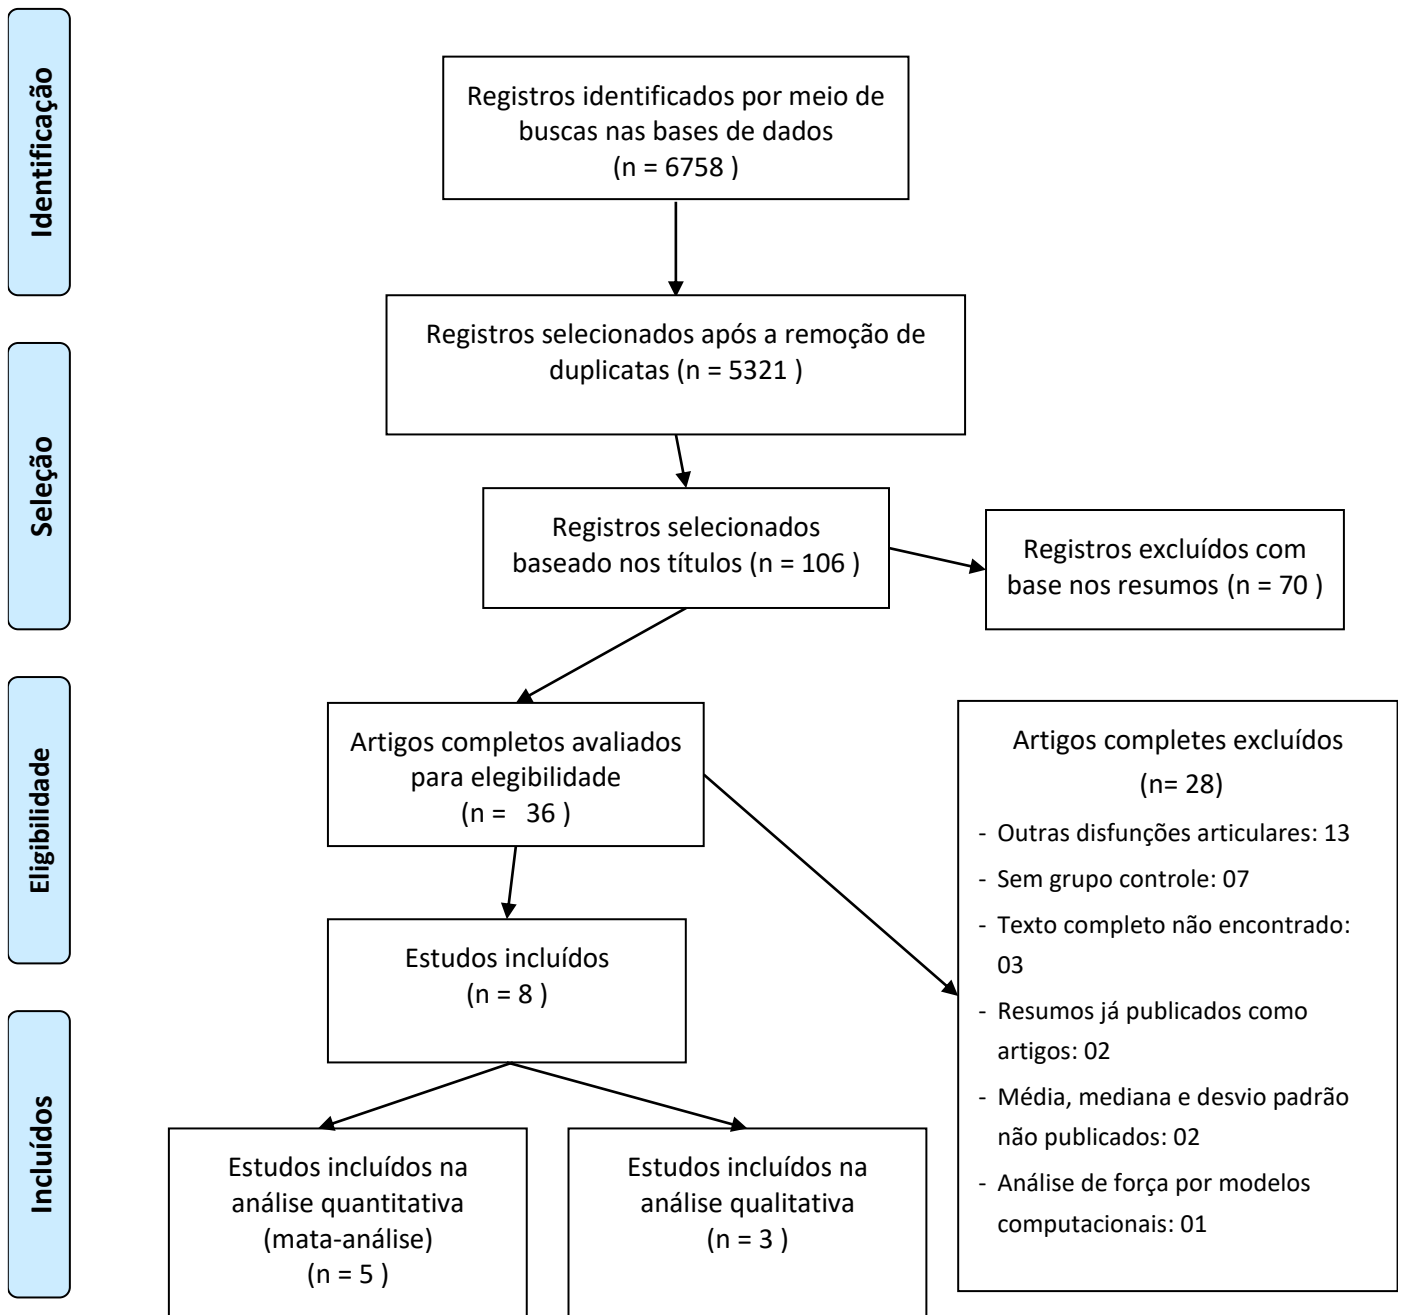 Identificação
Registros identificados por meio de
buscas nas bases de dados
(n = 6758 )
Registros selecionados após a remoção de
duplicatas (n = 5321 )
Seleção
Registros selecionados
baseado nos títulos (n = 106 )
Registros excluídos com
base nos resumos (n = 70 )
Eligibilidade
Artigos completos avaliados
para elegibilidade
(n =   36 )
Artigos completes excluídos
(n= 28)
- Outras disfunções articulares: 13
- Sem grupo controle: 07
- Texto completo não encontrado:
03
- Resumos já publicados como
artigos: 02
- Média, mediana e desvio padrão
não publicados: 02
- Análise de força por modelos
computacionais: 01
Estudos incluídos
(n = 8 )
Incluídos
Estudos incluídos na
análise quantitativa
(mata-análise)
(n = 5 )
Estudos incluídos na
análise qualitativa
(n = 3 )